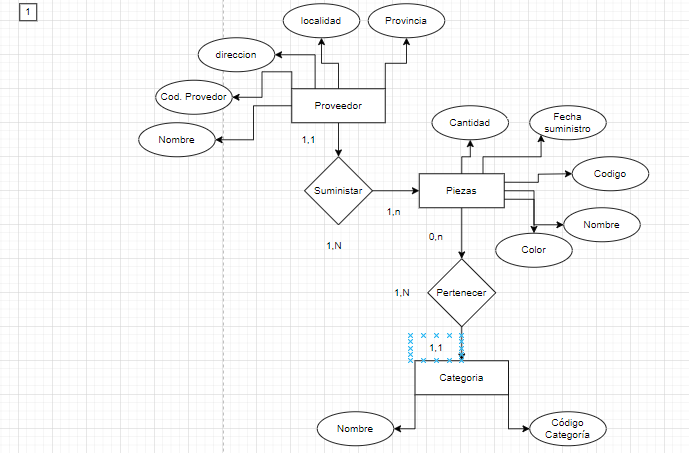 1
localidad
Provincia
direccion
Cod. Provedor
Proveedor
Nombre
1,1
Cantidad
Fecha
suministro
Codigo
Suministar
Piezas
1,n
Nombre
Color
0,n
1,N
Pertenecer
1,N
1,1
Categoria
Nombre
Código
Categoría